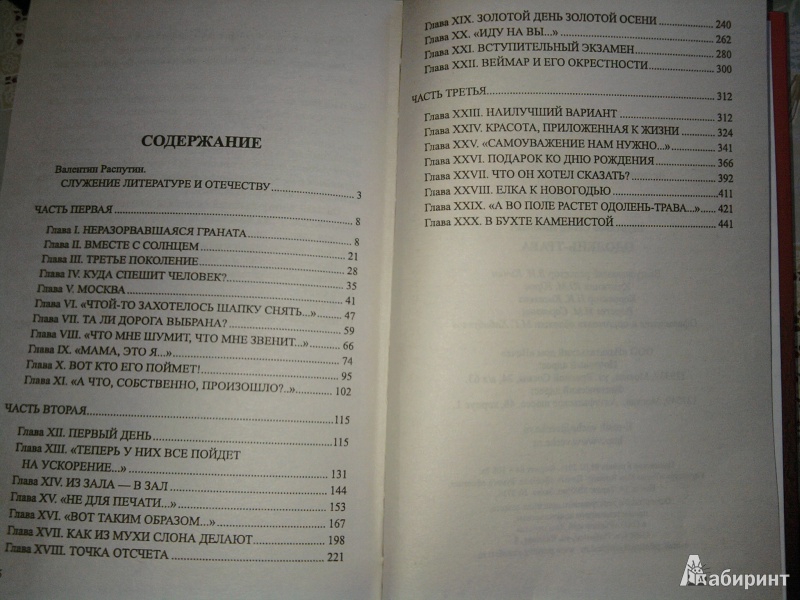 СОДЕРЖАНИЕ
Валентин Распутин.
СЛУЖЕНИЕ ЛИТЕРАТУРЕ И ОТЕЧЕСТВУ 3
ЧАСТЬ ПЕРВАЯ 8
Глава I. НЕРАЗОРВАВШАЯСЯ ГРАНАТА 8
Глава II. ВМЕСТЕ С СОЛНЦЕМ 21
Глава III. ТРЕТЬЕ ПОКОЛЕНИЕ 28
Глава IV. КУДА СПЕШИТ ЧЕЛОВЕК? 35
Глава V. МОСКВА 41
Глава VI. «ЧТОЙ-ТО ЗАХОТЕЛОСЬ ШАПКУ СНЯТЬ...» 47
Глава VII. ТА ЛИ ДОРОГА ВЫБРАНА? 59
Глава VIII. «ЧТО МНЕ ШУМИТ, ЧТО МНЕ ЗВЕНИТ...» 66
Глава IX. «МАМА, ЭТО Я...» 74
Глава X. ВОТ КТО ЕГО ПОЙМЕТ! 95
Глава XI. «А ЧТО, СОБСТВЕННО, ПРОИЗОШЛО?..» 102
ЧАСТЬ ВТОРАЯ 115
Глава XII. ПЕРВЫЙ ДЕНЬ 115
Глава XIII. «ТЕПЕРЬ У НИХ ВСЕ ПОЙДЕТ
НА УСКОРЕНИЕ...» 131
Глава XIV. ИЗ ЗАЛА — В ЗАЛ 144
Глава XV. «НЕ ДЛЯ ПЕЧАТИ...» 153
Глава XVI. «ВОТ ТАКИМ ОБРАЗОМ...» 167
Глава XVII. КАК ИЗ МУХИ СЛОНА ДЕЛАЮТ 198
Глава XVIII. ТОЧКА ОТСЧЕТА 221
Глава XIX. ЗОЛОТОЙ ДЕНЬ ЗОЛОТОЙ ОСЕНИ 240
Глава XX. «ИДУ НА ВЫ...» 262
Глава XXI. ВСТУПИТЕЛЬНЫЙ ЭКЗАМЕН 280
Глава XXII. ВЕЙМАР И ЕГО ОКРЕСТНОСТИ 300
ЧАСТЬ ТРЕТЬЯ 312
Глава XXIII. НАИЛУЧШИЙ ВАРИАНТ 312
Глава XXIV. КРАСОТА, ПРИЛОЖЕННАЯ К ЖИЗНИ 324
Глава XXV. «САМОУВАЖЕНИЕ НАМ НУЖНО...» 341
Глава XXVI. ПОДАРОК КО ДНЮ РОЖДЕНИЯ 366
Глава XXVII. ЧТО ОН ХОТЕЛ СКАЗАТЬ? 392
Глава XXVIII. ЕЛКА К НОВОГОДЬЮ 411
Глава XXIX. «А ВО ПОЛЕ РАСТЕТ ОДОЛЕНЬ-ТРАВА...» 421
Глава XXX. В БУХТЕ КАМЕНИСТОЙ 441
Лабиринт